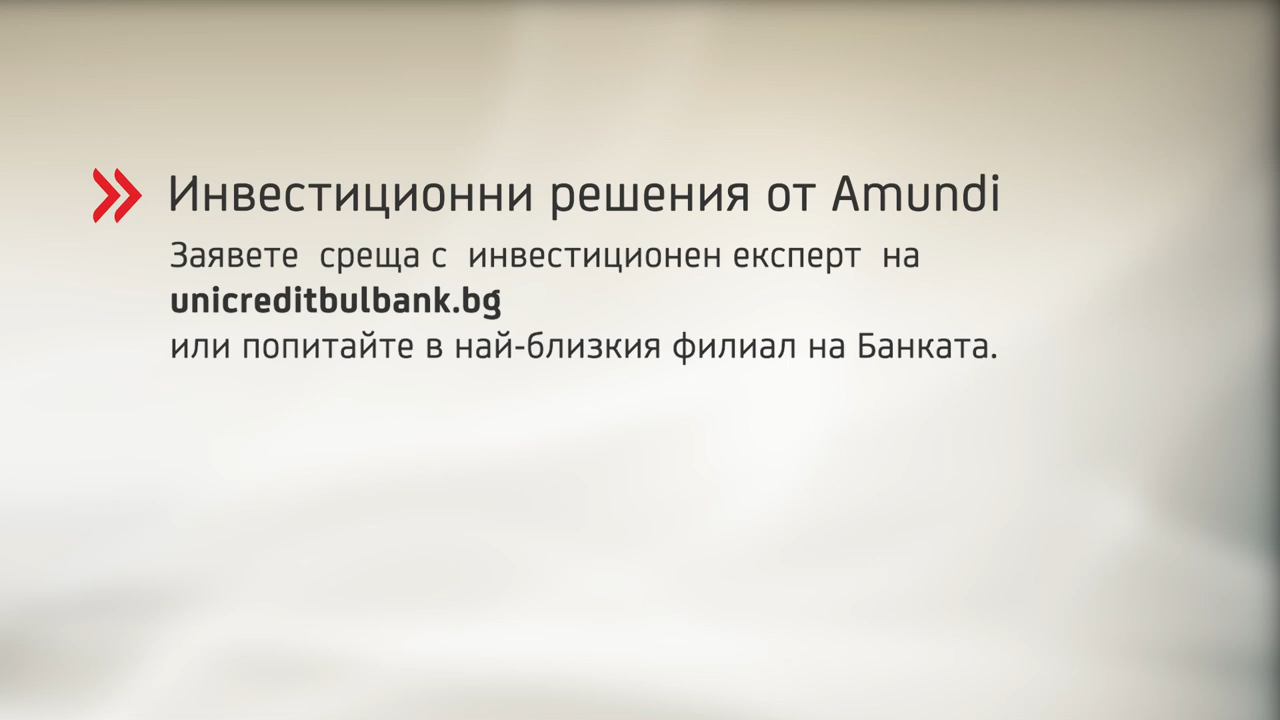 Инвестиционни решения от Amundi
Заявете среща с инвестиционен експерт на
unicreditbulbank.bg
или попитайте в най-близкия филиал на Банката.